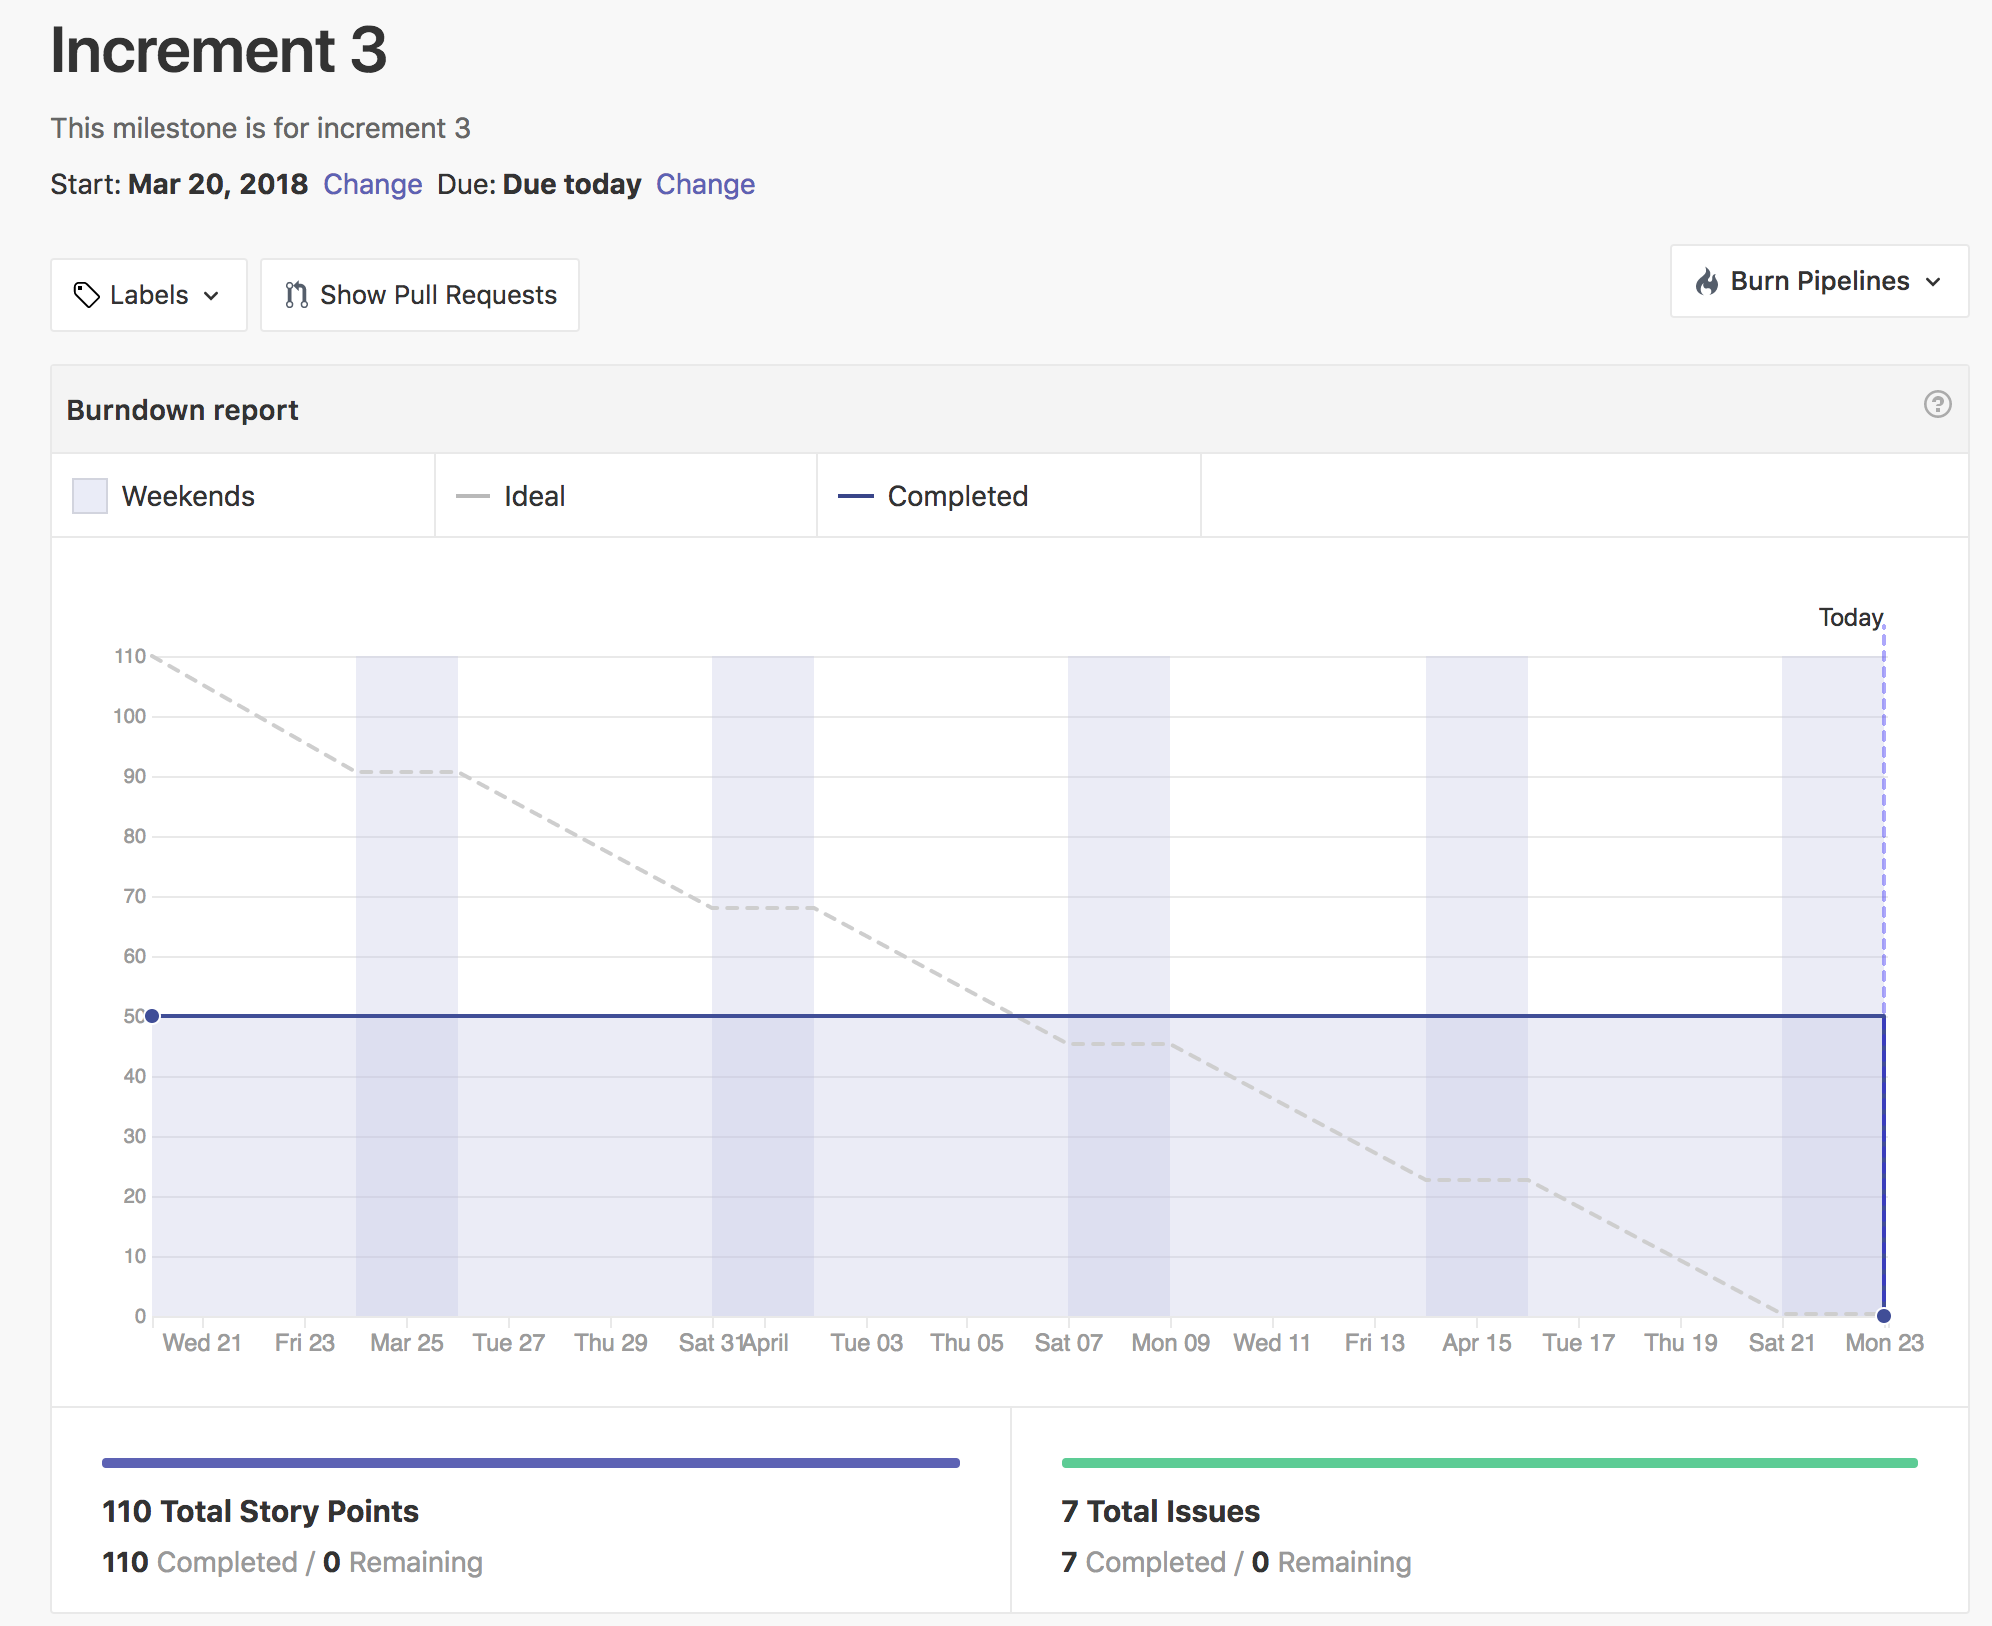 Increment 3
This milestone is for increment 3
Start: Mar 20, 2018 Change Due: Due today Change
Labels Show Pull Requests Burn Pipelines
Burndown report
Weekends Ideal Completed
Today
110
100
90
80
70
60
50
40
30
20
10
0
Wed 21 Fri 23 Mar 25 Tue 27 Thu 29 Sat 31 April Tue 03 Thu 05 Sat 07 Mon 09 Wed 11 Fri 13 Apr 15 Tue 17 Thu 19 Sat 21 Mon 23
110 Total Story Points
110 Completed / 0 Remaining
7 Total Issues
7 Completed / 0 Remaining